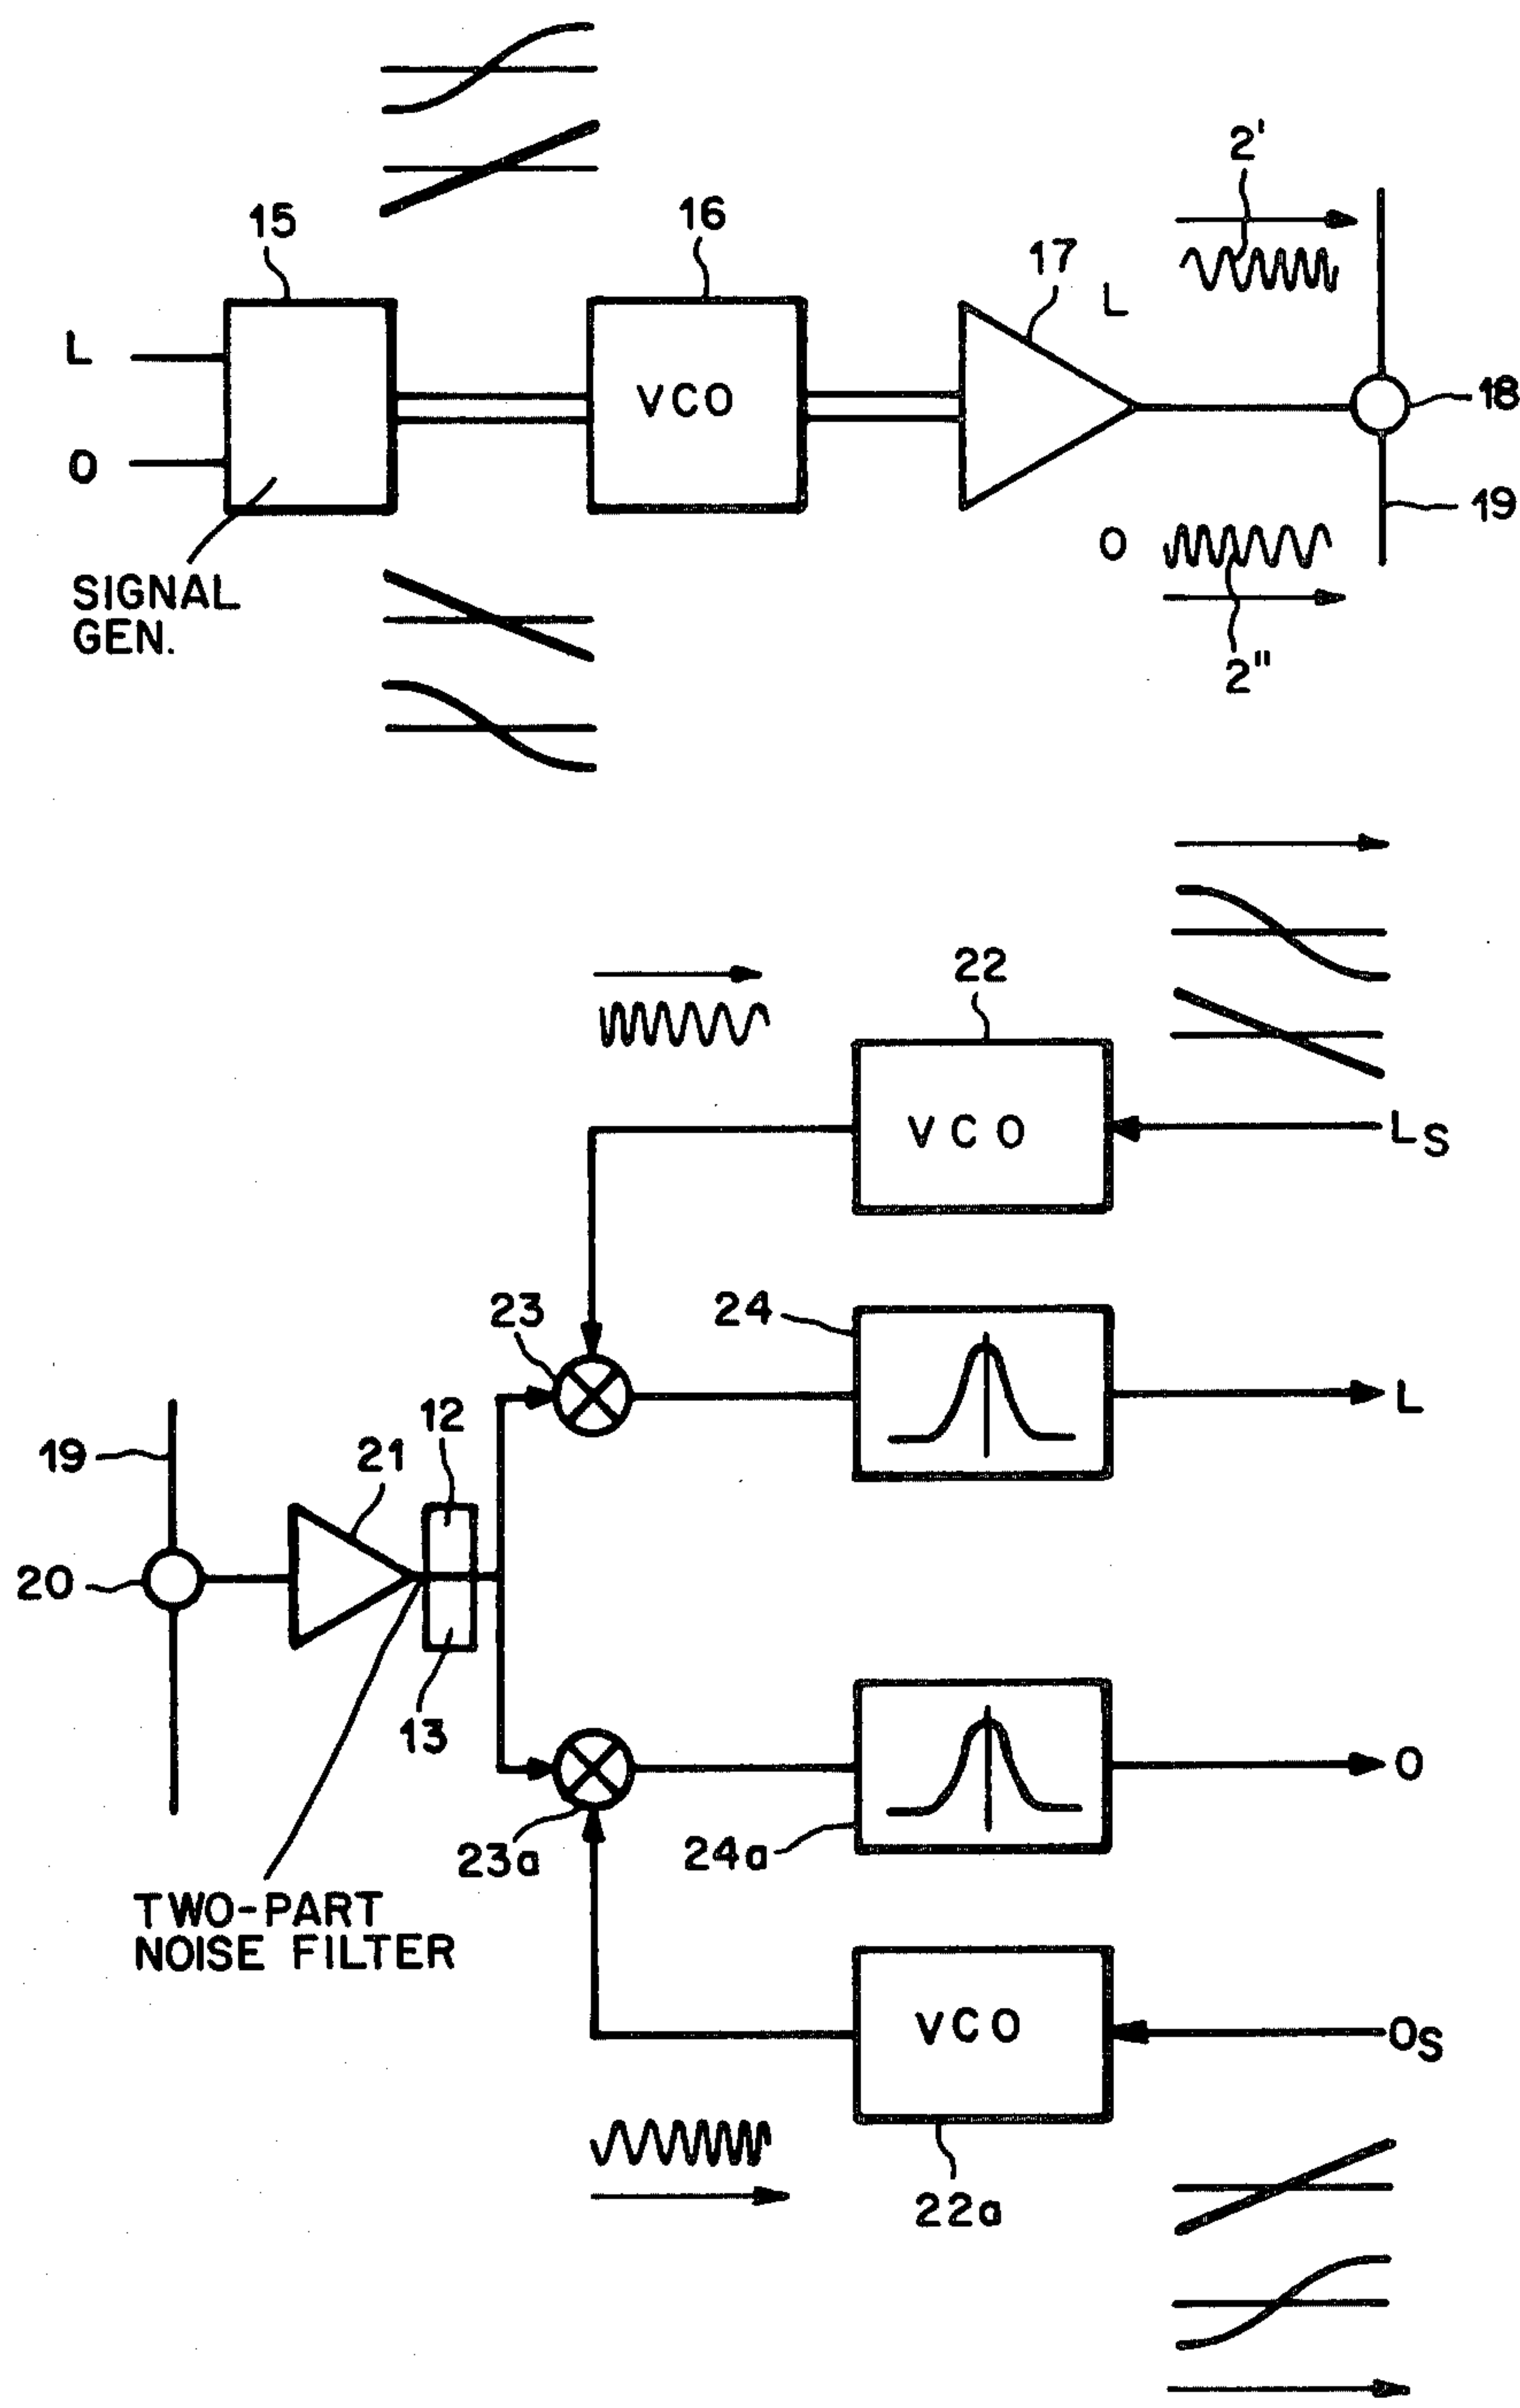 2'
15
16
17
L
L
VCO
18
O
O
19
SIGNAL
GEN.
2"
22
VCO
LS
23
24
12
L
19
21
20
13
O
23a
24a
TWO-PART
NOISE FILTER
VCO
OS
22a